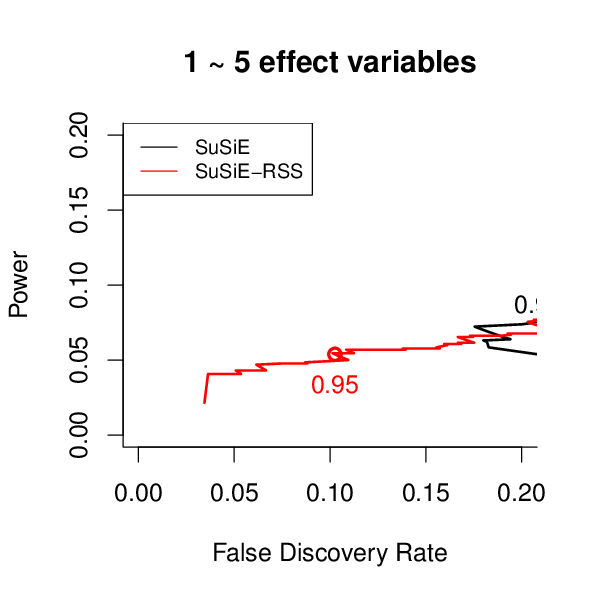 1 ~ 5 effect variables
Power
0.20
0.15
0.10
0.05
0.00
SuSiE
SuSiE−RSS
0.95
0.00 0.05 0.10 0.15 0.20
False Discovery Rate